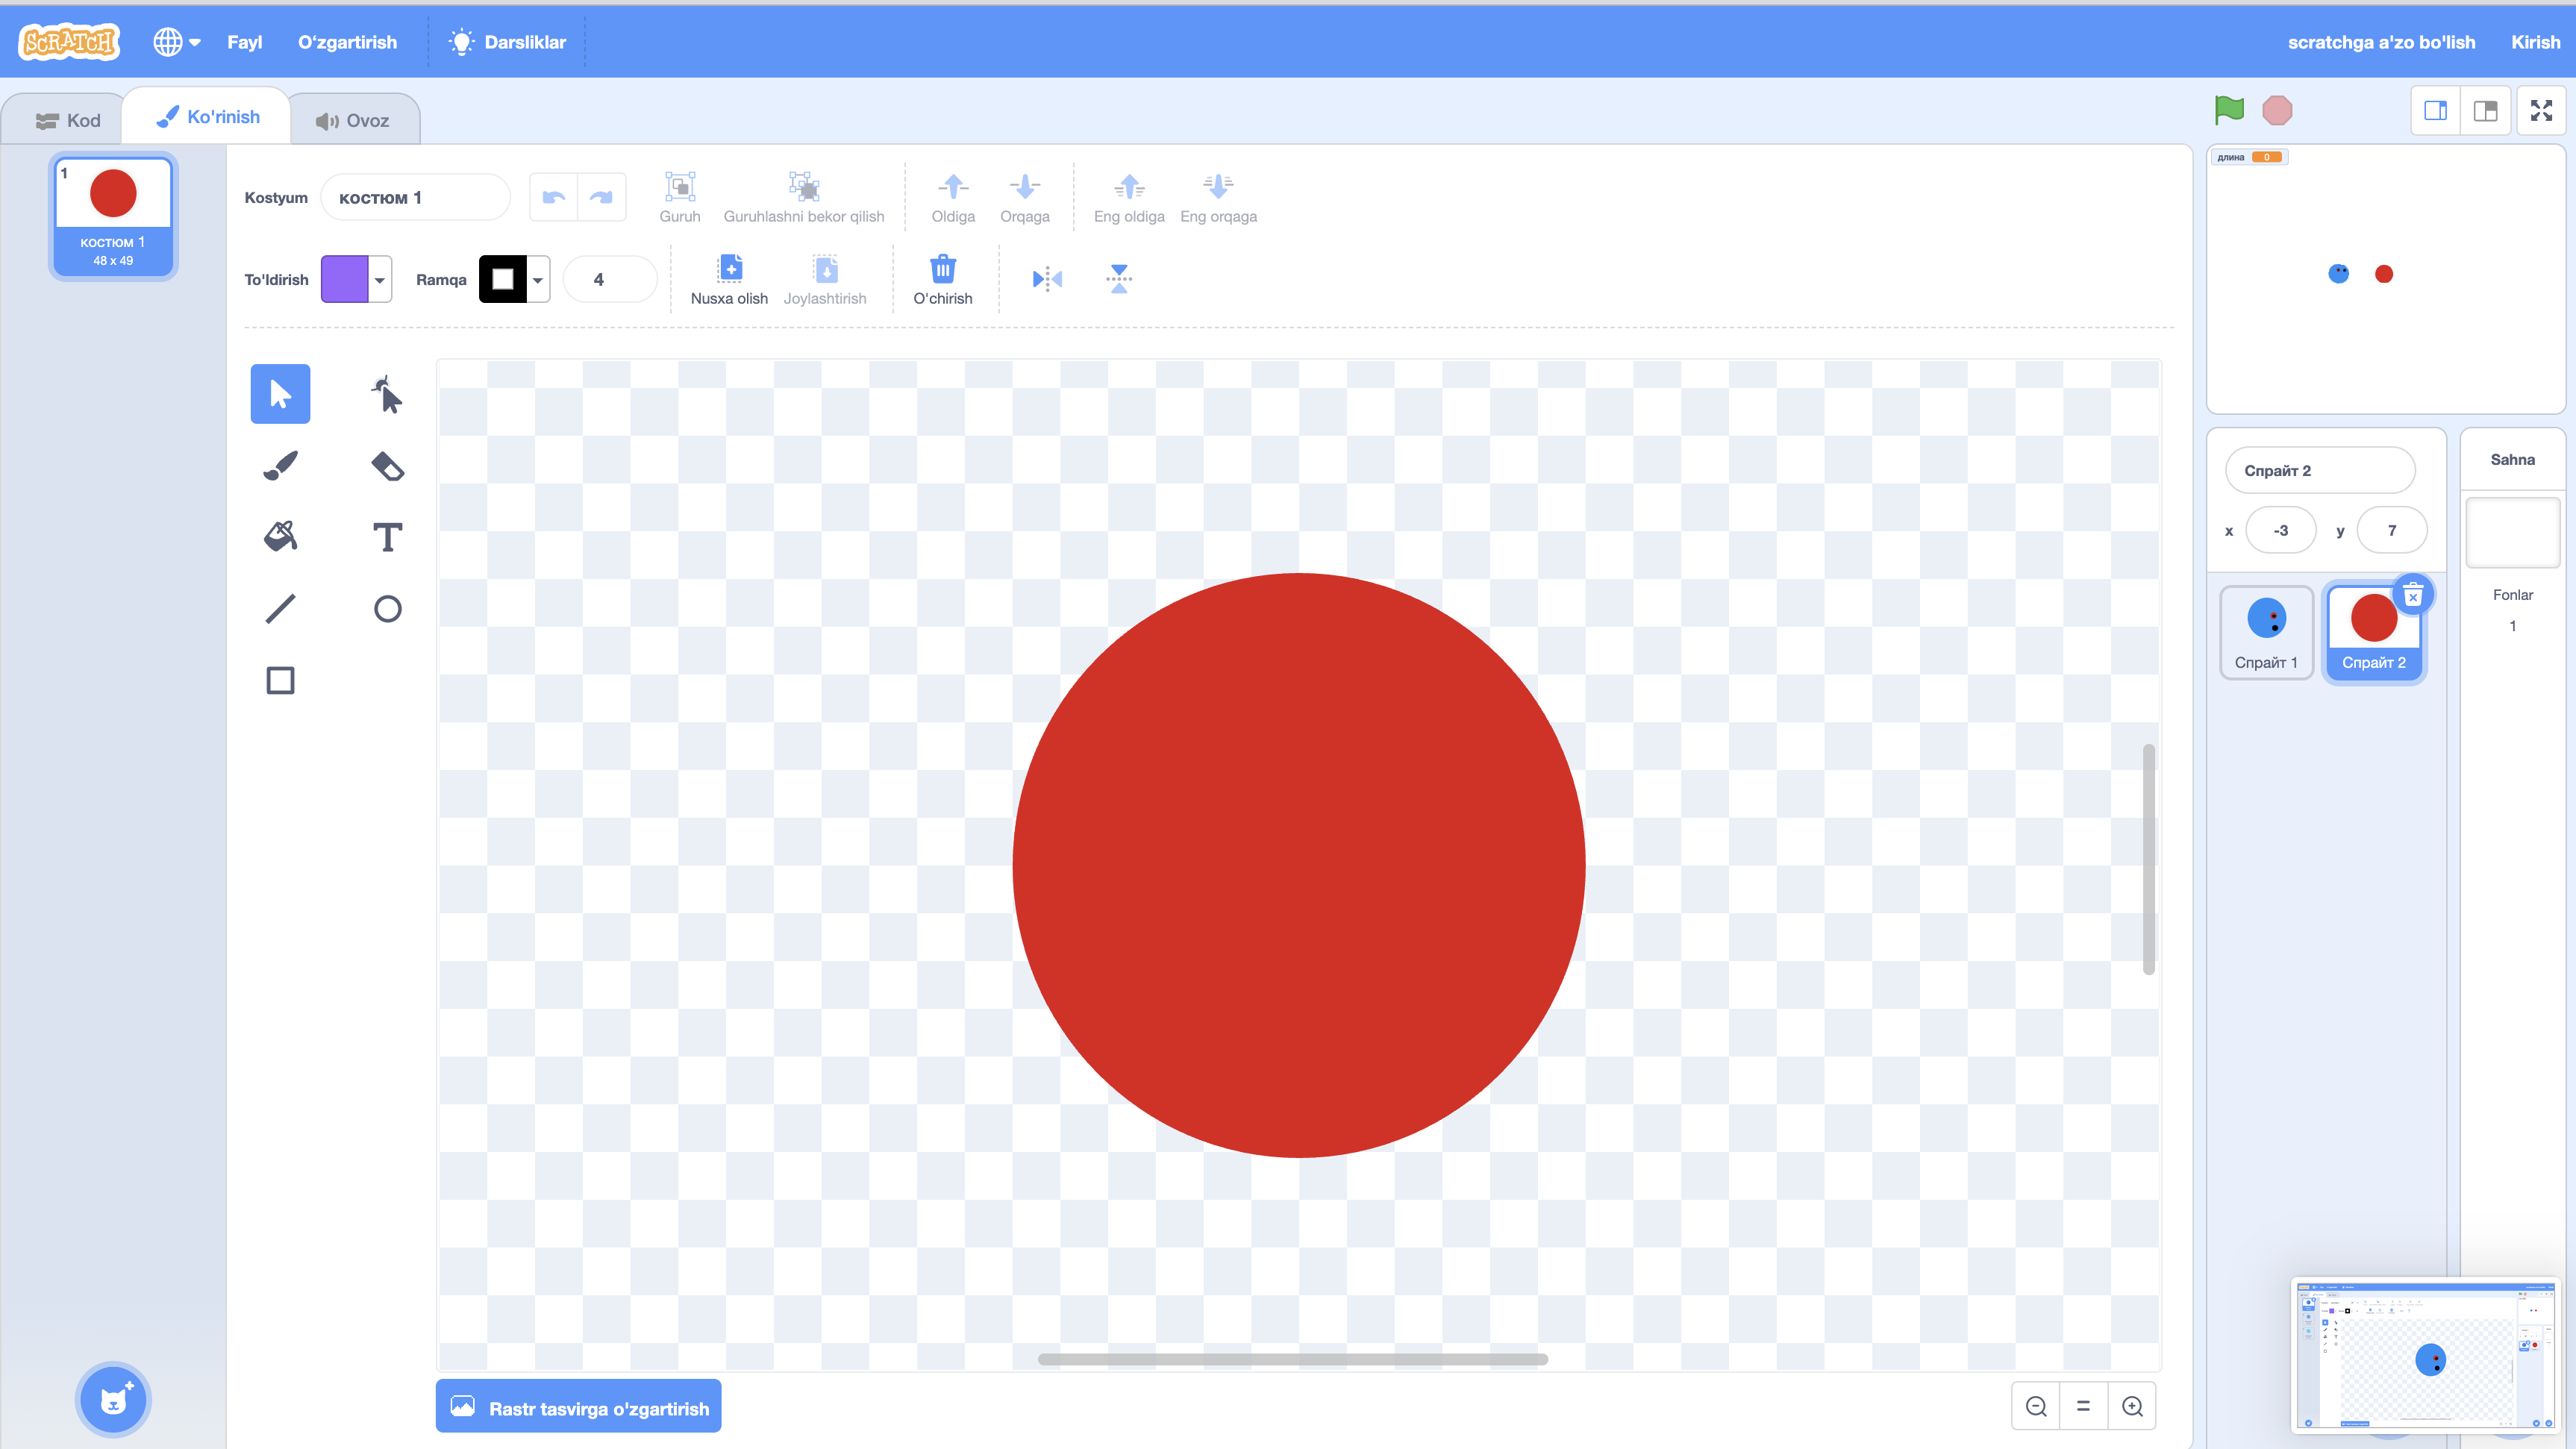 SCRATCH
Fayl
Oʻzgartirish
Darsliklar
scratchga a'zo bo'lish
Kirish
Kod
Ko'rinish
Ovoz
1
костюм 1
48 x 49
Kostyum
костюм 1
Guruh
Guruhlashni bekor qilish
Oldiga
Orqaga
Eng oldiga
Eng orqaga
To'ldirish
Ramqa
4
Nusxa olish
Joylashtirish
O'chirish
длина 0
Спрайт 2
x -3
y 7
Спрайт 1
Спрайт 2
Sahna
Fonlar
1
Rastr tasvirga o'zgartirish